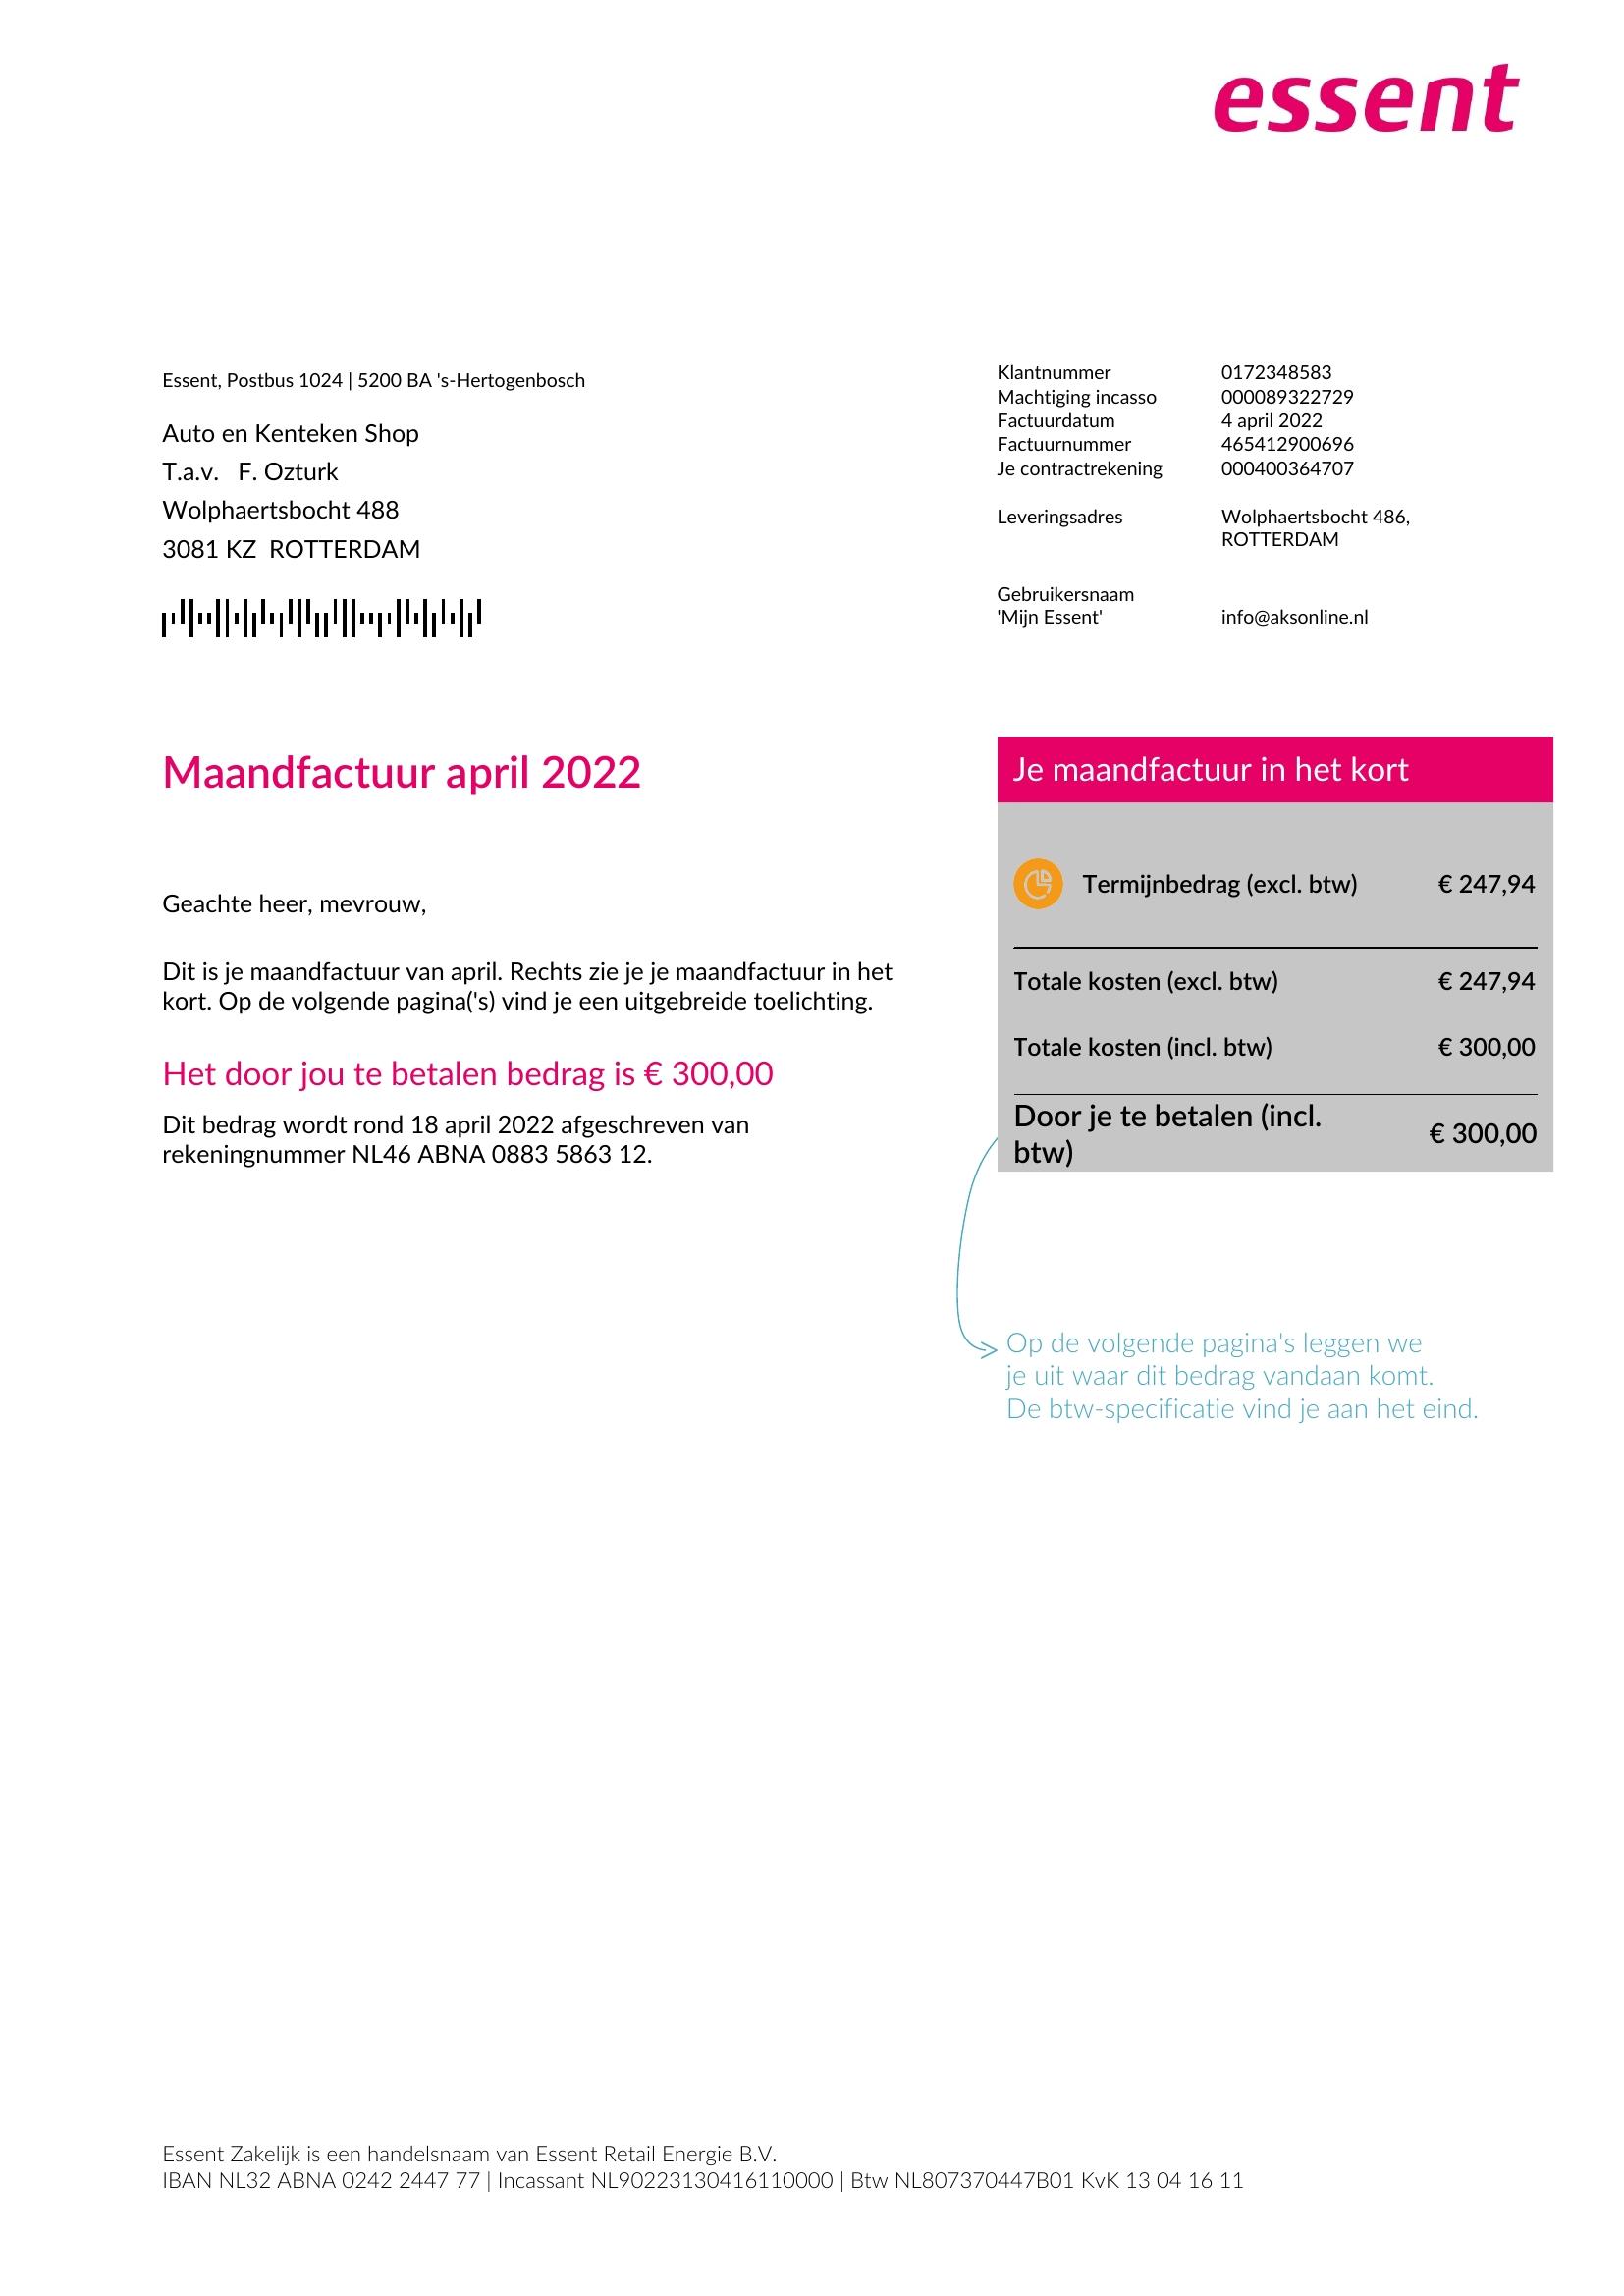 essent
Essent, Postbus 1024 | 5200 BA 's-Hertogenbosch
Auto en Kenteken Shop
T.a.v. F. Ozturk
Wolphaertsbocht 488
3081 KZ ROTTERDAM
Klantnummer 0172348583
Machtiging incasso 000089322729
Factuurdatum 4 april 2022
Factuurnummer 465412900696
Je contractrekening 000400364707
Leveringsadres Wolphaertsbocht 486,
ROTTERDAM
Gebruikersnaam
'Mijn Essent' info@aksonline.nl
Maandfactuur april 2022
Geachte heer, mevrouw,
Dit is je maandfactuur van april. Rechts zie je je maandfactuur in het
kort. Op de volgende pagina('s) vind je een uitgebreide toelichting.
Het door jou te betalen bedrag is € 300,00
Dit bedrag wordt rond 18 april 2022 afgeschreven van
rekeningnummer NL46 ABNA 0883 5863 12.
Je maandfactuur in het kort
Termijnbedrag (excl. btw) € 247,94
Totale kosten (excl. btw) € 247,94
Totale kosten (incl. btw) € 300,00
Door je te betalen (incl.
btw) € 300,00
Op de volgende pagina's leggen we
je uit waar dit bedrag vandaan komt.
De btw-specificatie vind je aan het eind.
Essent Zakelijk is een handelsnaam van Essent Retail Energie B.V.
IBAN NL32 ABNA 0242 2447 77 | Incassant NL90223130416110000 | Btw NL807370447B01 KvK 13 04 16 11